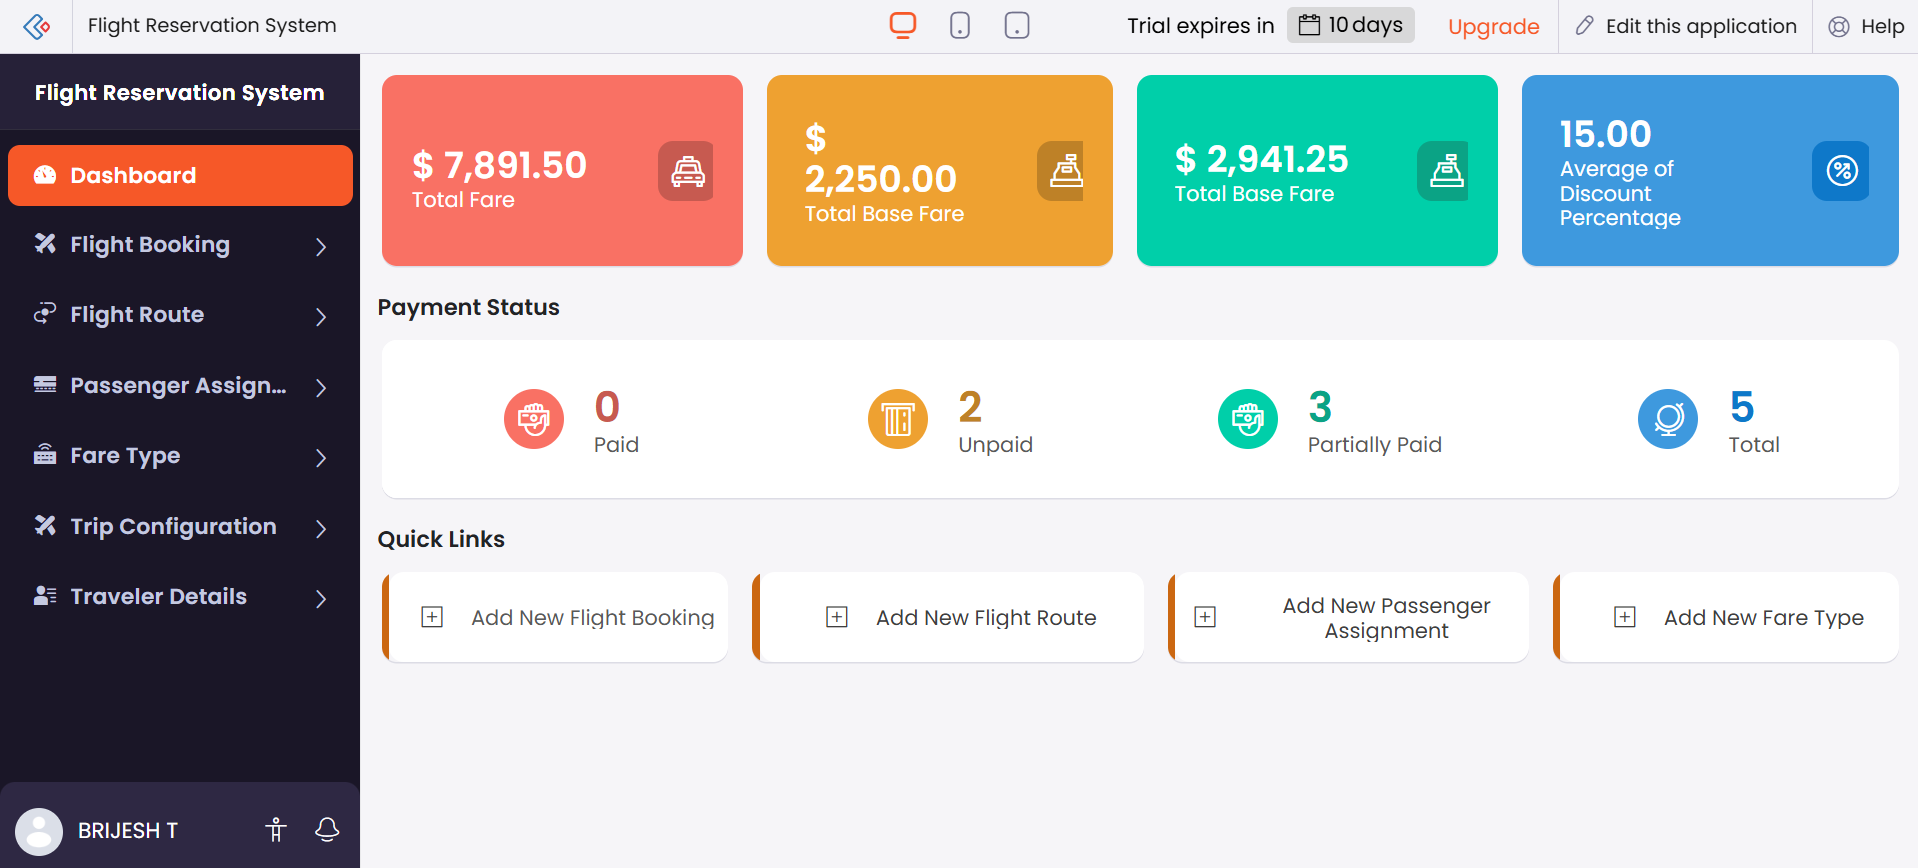 Flight Reservation System
Trial expires in 10 days Upgrade Edit this application Help
Flight Reservation System
Dashboard
Flight Booking
Flight Route
Passenger Assign...
Fare Type
Trip Configuration
Traveler Details
BRIJESH T
$ 7,891.50
Total Fare
$
2,250.00
Total Base Fare
$ 2,941.25
Total Base Fare
15.00
Average of
Discount
Percentage
Payment Status
0
Paid
2
Unpaid
3
Partially Paid
5
Total
Quick Links
Add New Flight Booking
Add New Flight Route
Add New Passenger
Assignment
Add New Fare Type